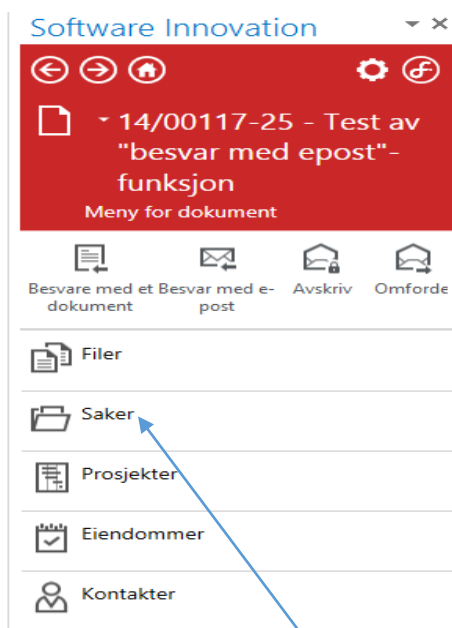 Software Innovation
14/00117-25 - Test av
"besvar med epost"-
funksjon
Meny for dokument
Besvare med et
dokument
Besvar med e-
post
Avskriv
Omforde
Filer
Saker
Prosjekter
Eiendommer
Kontakter